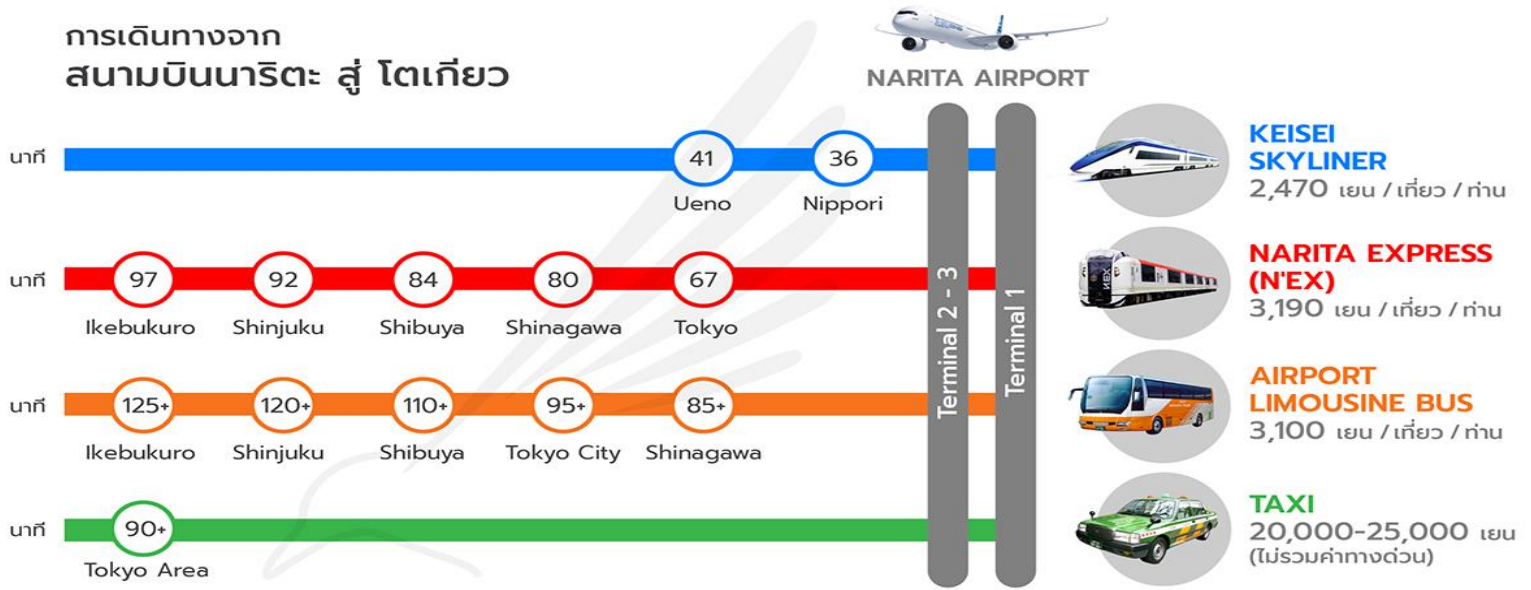 การเดินทางจาก
สนามบินนาริตะ สู่ โตเกียว
NARITA AIRPORT
Terminal 2 - 3
Terminal 1
นาที
41
36
Ueno
Nippori
KEISEI
SKYLINER
2,470 เยน / เที่ยว / ท่าน
นาที
97
92
84
80
67
Ikebukuro
Shinjuku
Shibuya
Shinagawa
Tokyo
NARITA EXPRESS
(N'EX)
3,190 เยน / เที่ยว / ท่าน
นาที
125+
120+
110+
95+
85+
Ikebukuro
Shinjuku
Shibuya
Tokyo City
Shinagawa
AIRPORT
LIMOUSINE BUS
3,100 เยน / เที่ยว / ท่าน
นาที
90+
Tokyo Area
TAXI
20,000-25,000 เยน
(ไม่รวมค่าทางด่วน)